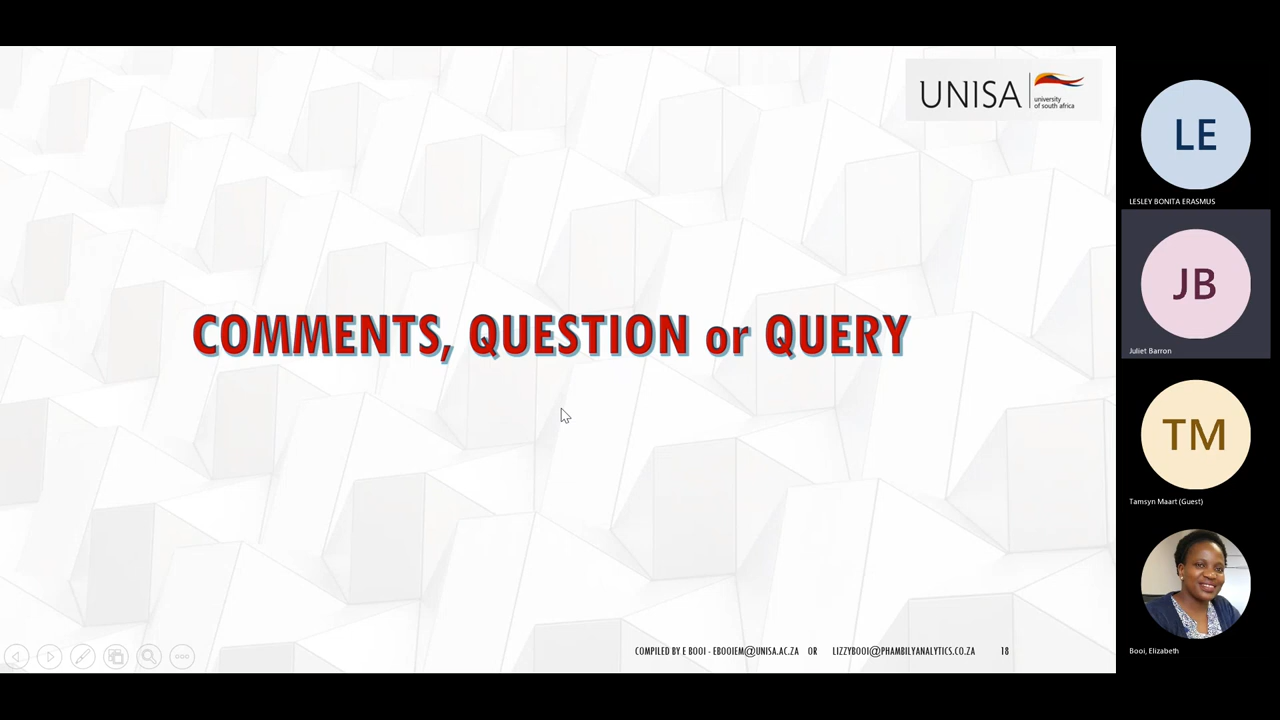 UNISA
university
of south africa
COMMENTS, QUESTION or QUERY
COMPILED BY E BOOI - EBOOIEM@UNISA.AC.ZA OR LIZZYBOOI@PHAMBILYANALYTICS.CO.ZA 18
LE
LESLEY BONITA ERASMUS
JB
Juliet Barron
TM
Tamsyn Maart (Guest)
Booi, Elizabeth